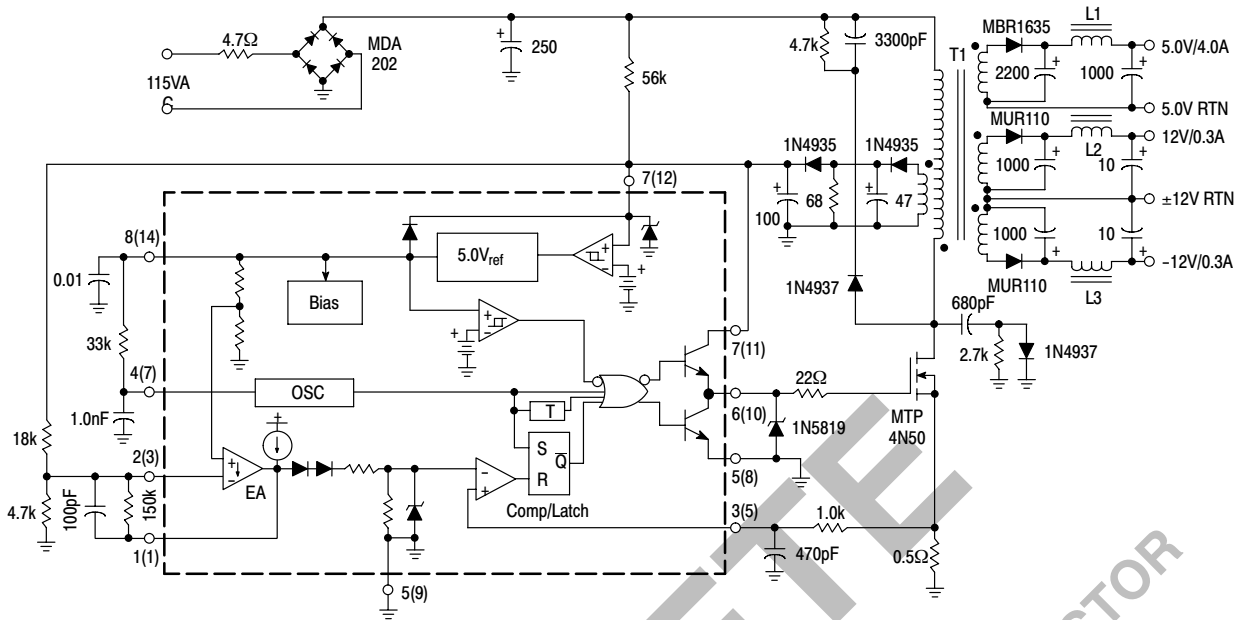 4.7Ω
MDA
202
115VA
6
+
250
56k
4.7k
3300pF
T1
MBR1635
L1
+
2200
+
1000
5.0V/4.0A
5.0V RTN
MUR110
+
1000
L2
+
10
12V/0.3A
±12V RTN
1000
+
10
+
MUR110
L3
–12V/0.3A
1N4935
1N4935
+
100
68
+
47
1N4937
680pF
2.7k
1N4937
7(12)
8(14)
0.01
33k
4(7)
1.0nF
18k
2(3)
4.7k
100pF
150k
1(1)
Bias
5.0Vref
+
–
+
+
–
+
OSC
T
S
R
Q
+
–
EA
–
+
Comp/Latch
7(11)
6(10)
22Ω
1N5819
5(8)
MTP
4N50
3(5)
1.0k
470pF
0.5Ω
5(9)